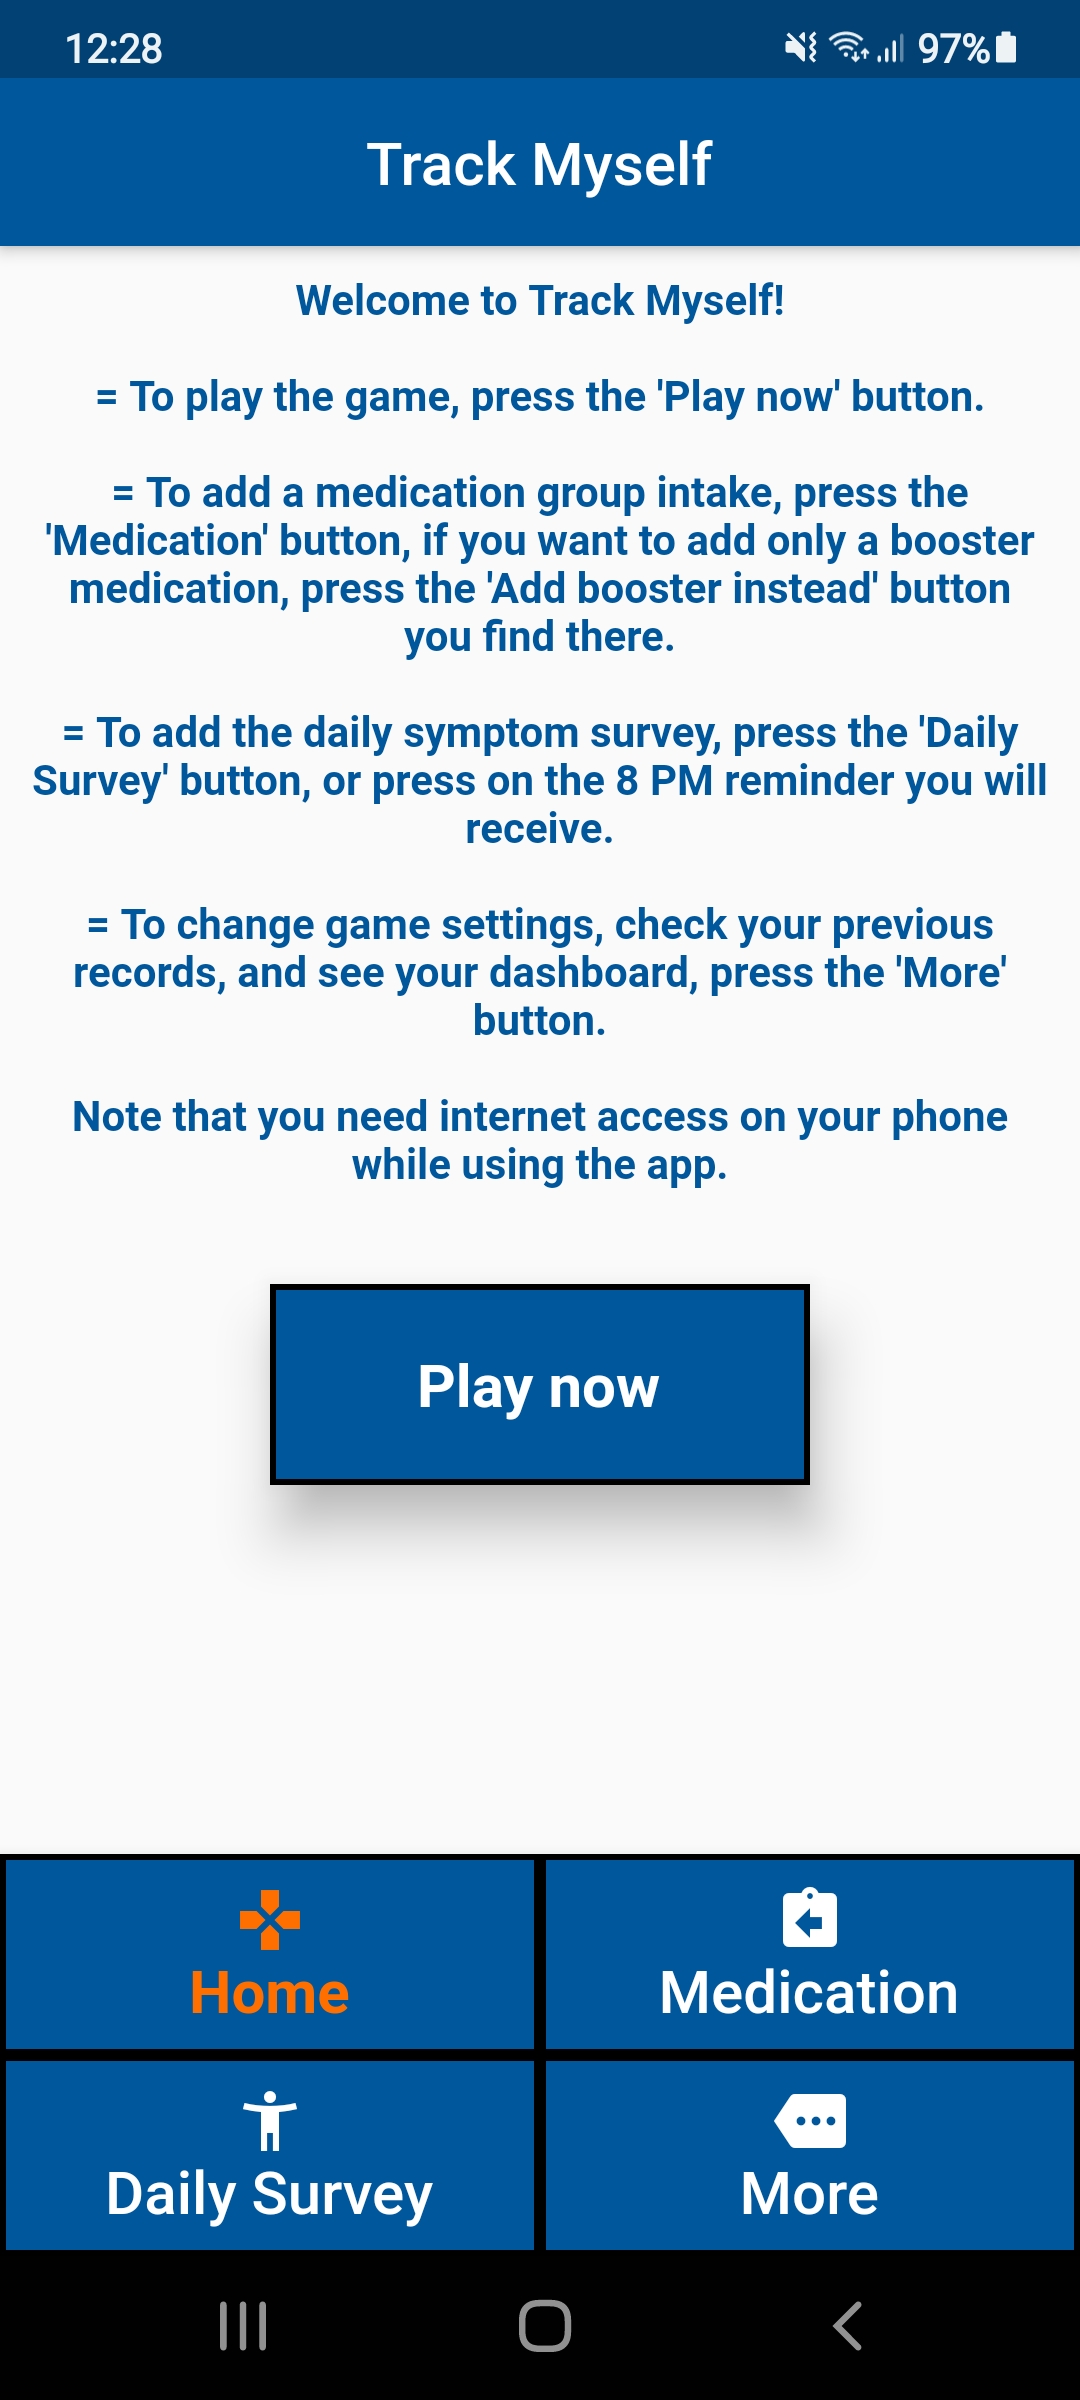 12:28
97%
Track Myself
Welcome to Track Myself!
= To play the game, press the 'Play now' button.
= To add a medication group intake, press the
'Medication' button, if you want to add only a booster
medication, press the 'Add booster instead' button
you find there.
= To add the daily symptom survey, press the 'Daily
Survey' button, or press on the 8 PM reminder you will
receive.
= To change game settings, check your previous
records, and see your dashboard, press the 'More'
button.
Note that you need internet access on your phone
while using the app.
Play now
Home
Medication
Daily Survey
More